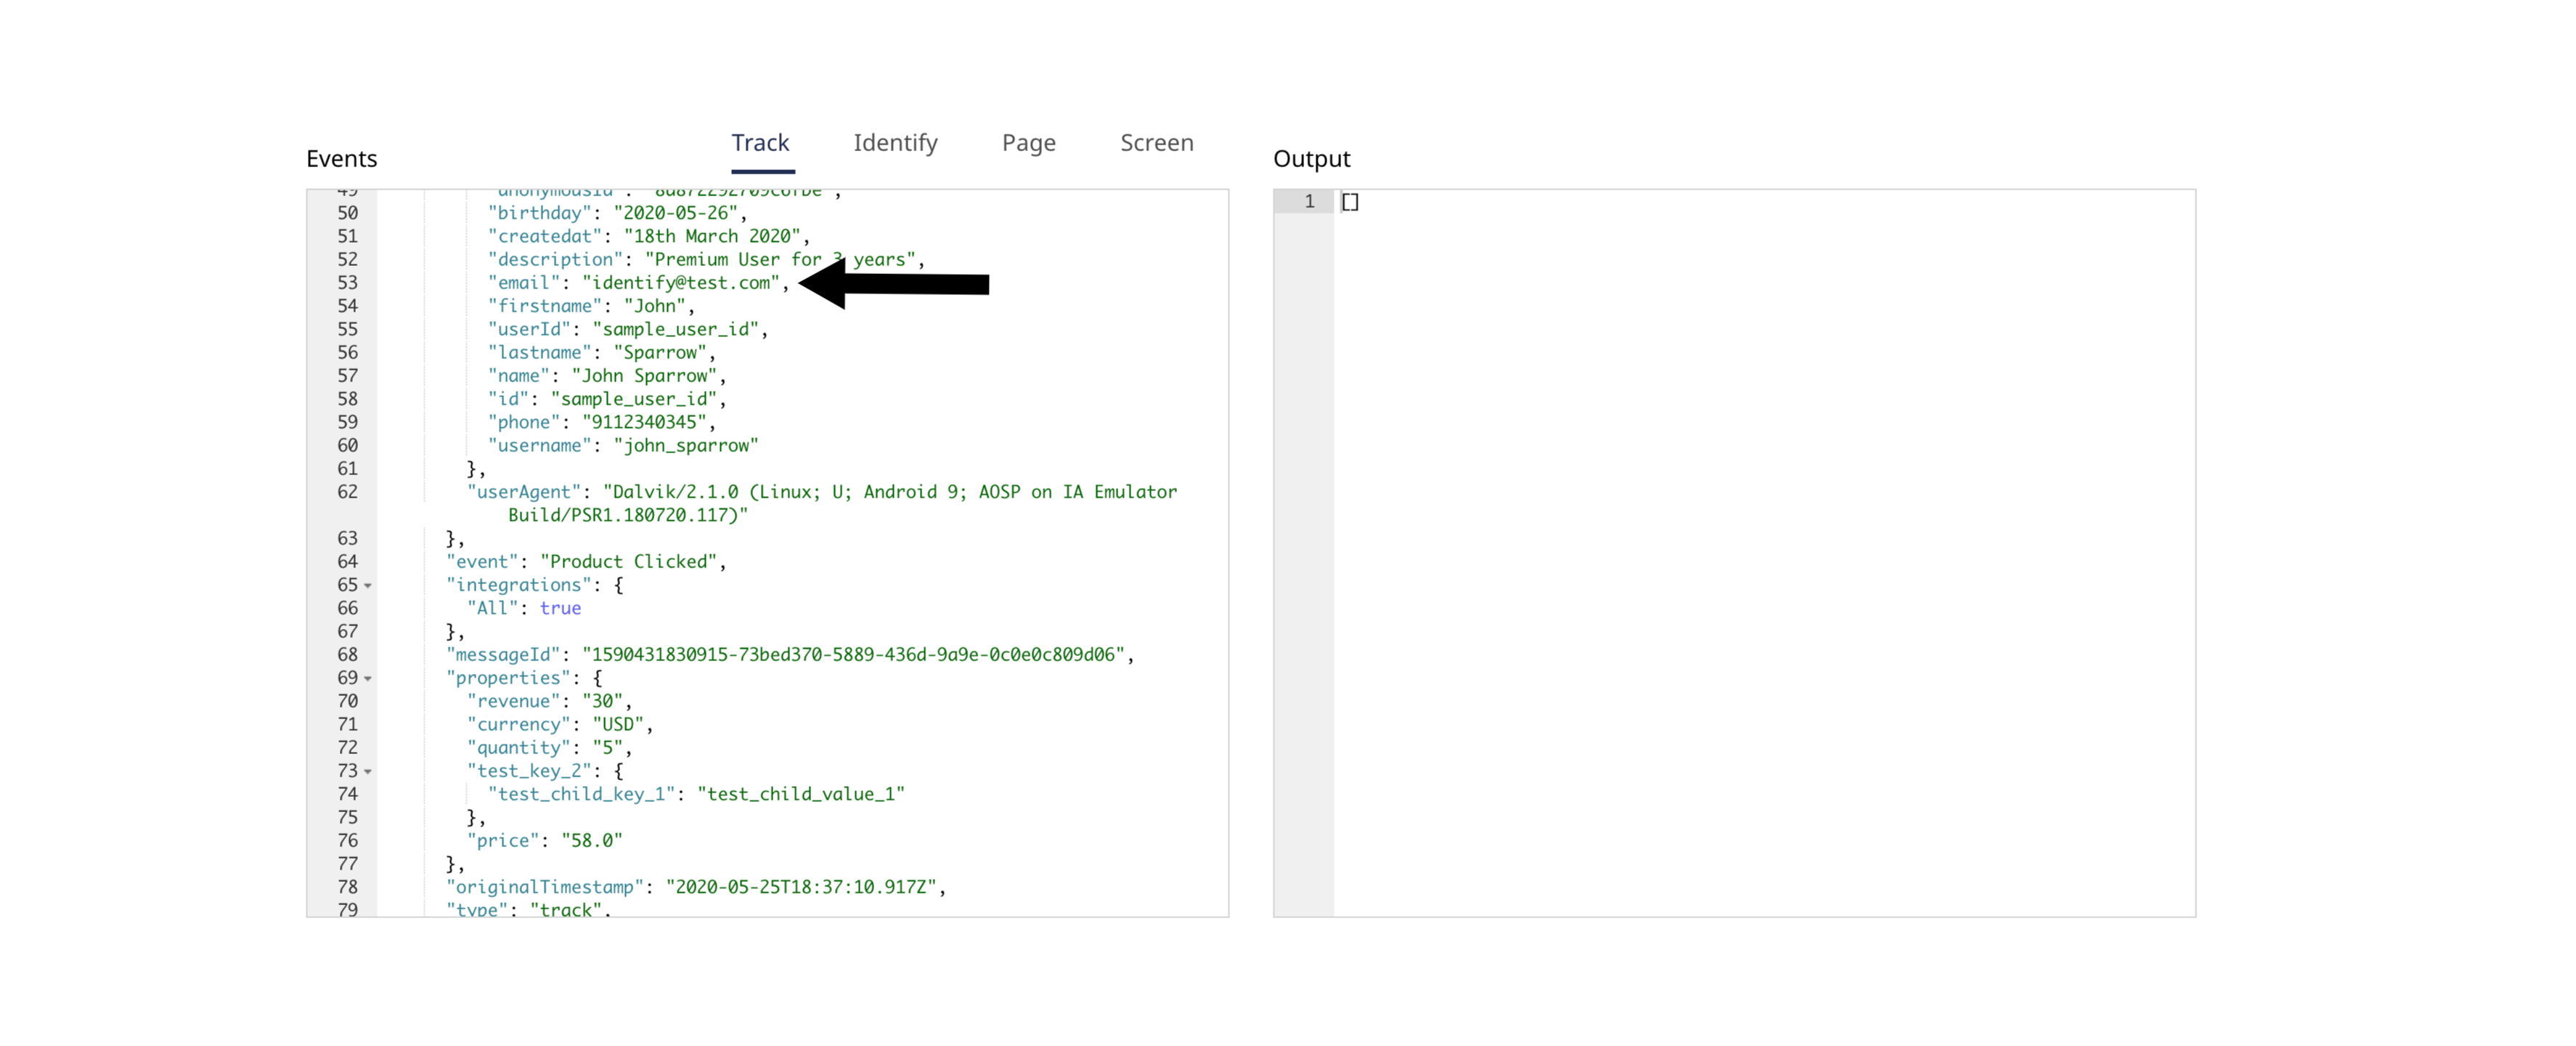 Events
Track Identify Page Screen
Output
50 "birthday": "2020-05-26",
51 "createdat": "18th March 2020",
52 "description": "Premium User for 3 years",
53 "email": "identify@test.com",
54 "firstname": "John",
55 "userId": "sample_user_id",
56 "lastname": "Sparrow",
57 "name": "John Sparrow",
58 "id": "sample_user_id",
59 "phone": "9112340345",
60 "username": "john_sparrow"
61 },
62 "userAgent": "Dalvik/2.1.0 (Linux; U; Android 9; AOSP on IA Emulator
Build/PSR1.180720.117)"
63 },
64 "event": "Product Clicked",
65 "integrations": {
66 "All": true
67 },
68 "messageId": "1590431830915-73bed370-5889-436d-9a9e-0c0e0c809d06",
69 "properties": {
70 "revenue": "30",
71 "currency": "USD",
72 "quantity": "5",
73 "test_key_2": {
74 "test_child_key_1": "test_child_value_1"
75 },
76 "price": "58.0"
77 },
78 "originalTimestamp": "2020-05-25T18:37:10.917Z",
79 "type": "track",
1 []